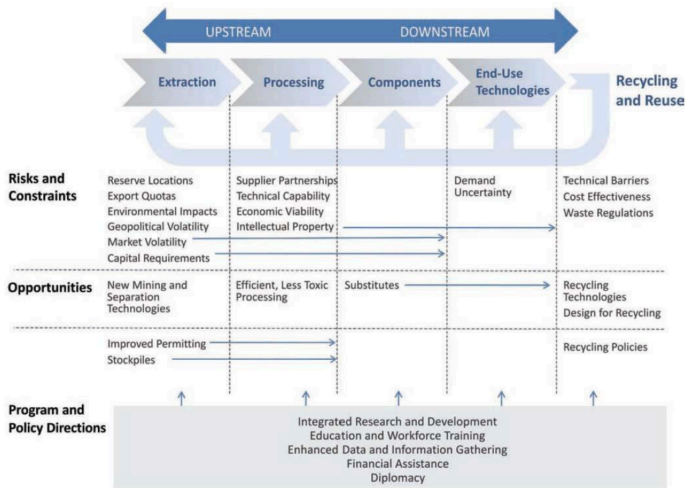 UPSTREAM
DOWNSTREAM
Extraction
Processing
Components
End-Use
Technologies
Recycling
and Reuse
Risks and
Constraints
Reserve Locations
Export Quotas
Environmental Impacts
Geopolitical Volatility
Market Volatility
Capital Requirements
Supplier Partnerships
Technical Capability
Economic Viability
Intellectual Property
Demand
Uncertainty
Technical Barriers
Cost Effectiveness
Waste Regulations
Opportunities
New Mining and
Separation
Technologies
Efficient, Less Toxic
Processing
Substitutes
Recycling
Technologies
Design for Recycling
Improved Permitting
Stockpiles
Recycling Policies
Program and
Policy Directions
Integrated Research and Development
Education and Workforce Training
Enhanced Data and Information Gathering
Financial Assistance
Diplomacy